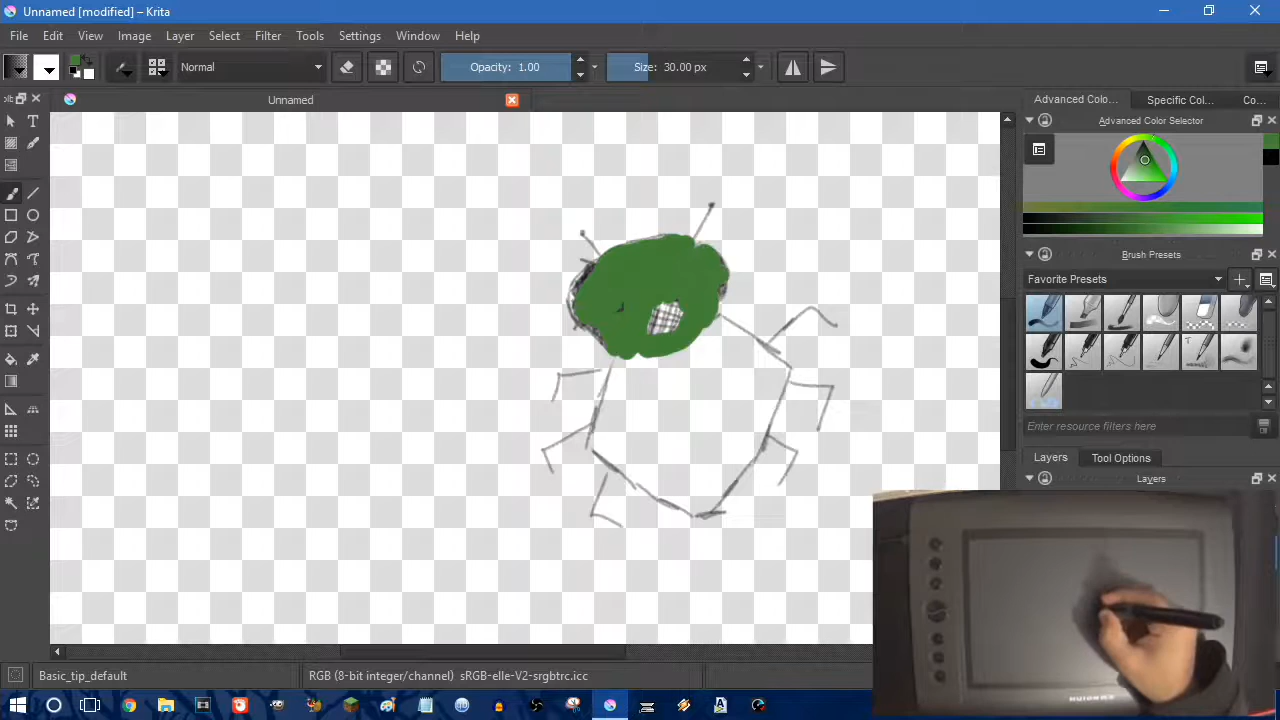 Unnamed [modified] – Krita
File Edit View Image Layer Select Filter Tools Settings Window Help
Normal Opacity: 1.00 Size: 30.00 px
Unnamed
Advanced Colo... Specific Col... Co...
Advanced Color Selector
Brush Presets
Favorite Presets
Enter resource filters here
Layers Tool Options
Layers
Basic_tip_default RGB (8-bit integer/channel) sRGB-elle-V2-srgbtrc.icc
HUION